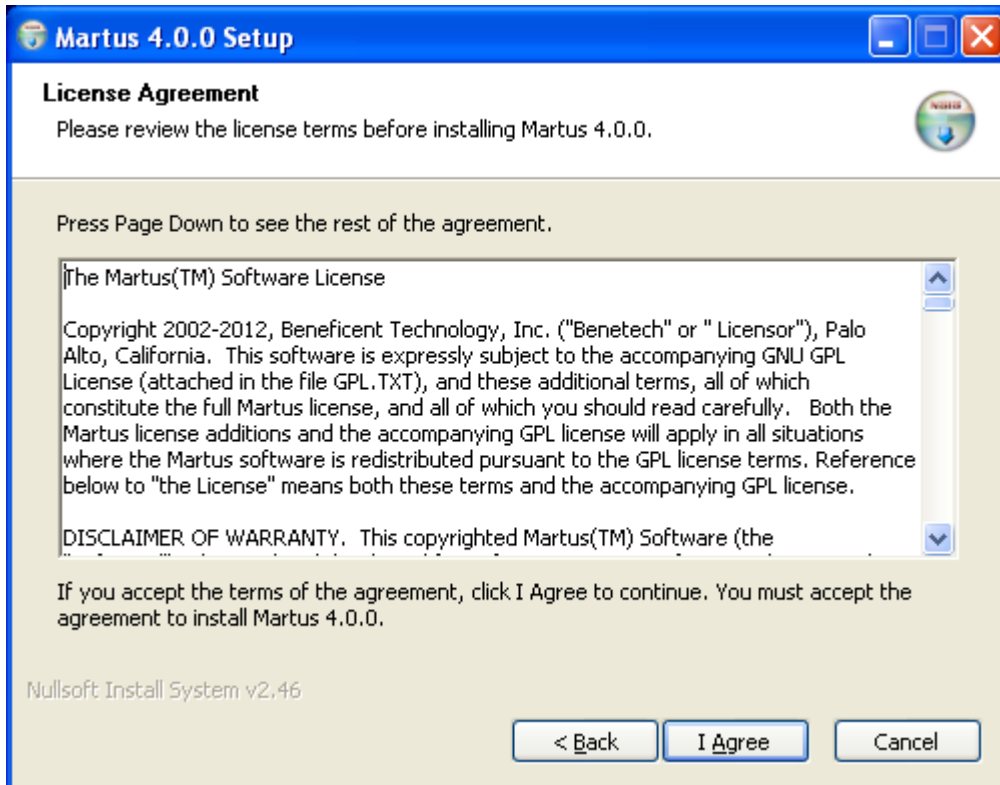 Martus 4.0.0 Setup
License Agreement
Please review the license terms before installing Martus 4.0.0.
Press Page Down to see the rest of the agreement.
The Martus(TM) Software License
Copyright 2002-2012, Beneficent Technology, Inc. ("Benetech" or " Licensor"), Palo
Alto, California.  This software is expressly subject to the accompanying GNU GPL
License (attached in the file GPL.TXT), and these additional terms, all of which
constitute the full Martus license, and all of which you should read carefully.   Both the
Martus license additions and the accompanying GPL license will apply in all situations
where the Martus software is redistributed pursuant to the GPL license terms. Reference
below to "the License" means both these terms and the accompanying GPL license.
DISCLAIMER OF WARRANTY.  This copyrighted Martus(TM) Software (the
If you accept the terms of the agreement, click I Agree to continue. You must accept the
agreement to install Martus 4.0.0.
Nullsoft Install System v2.46
< Back
I Agree
Cancel